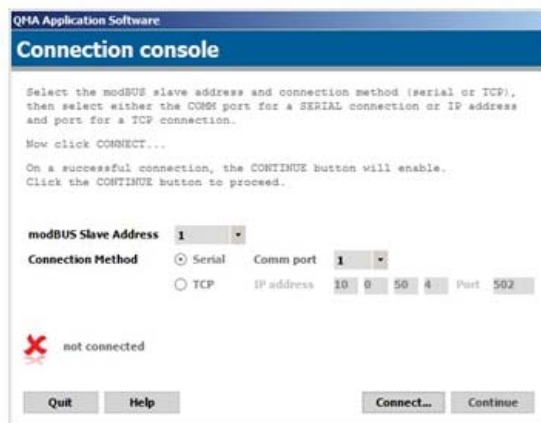 QMA Application Software
Connection console
Select the modBUS slave address and connection method (serial or TCP),
then select either the COMM port for a SERIAL connection or IP address
and port for a TCP connection.
Now click CONNECT...
On a successful connection, the CONTINUE button will enable.
Click the CONTINUE button to proceed.
modBUS Slave Address 1
Connection Method Serial Comm port 1
TCP IP address 10 0 50 4 Port 502
not connected
Quit Help Connect... Continue